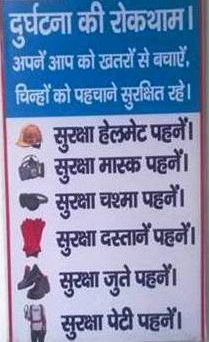 दुर्घटना की रोकथाम।
अपनें आप को खतरों से बचाऐं,
चिन्हों को पहचाने सुरक्षित रहे।
सुरक्षा हेलमेट पहनें।
सुरक्षा मास्क पहनें।
सुरक्षा चश्मा पहनें।
सुरक्षा दस्तानें पहनें।
सुरक्षा जुते पहनें।
सुरक्षा पेटी पहनें।